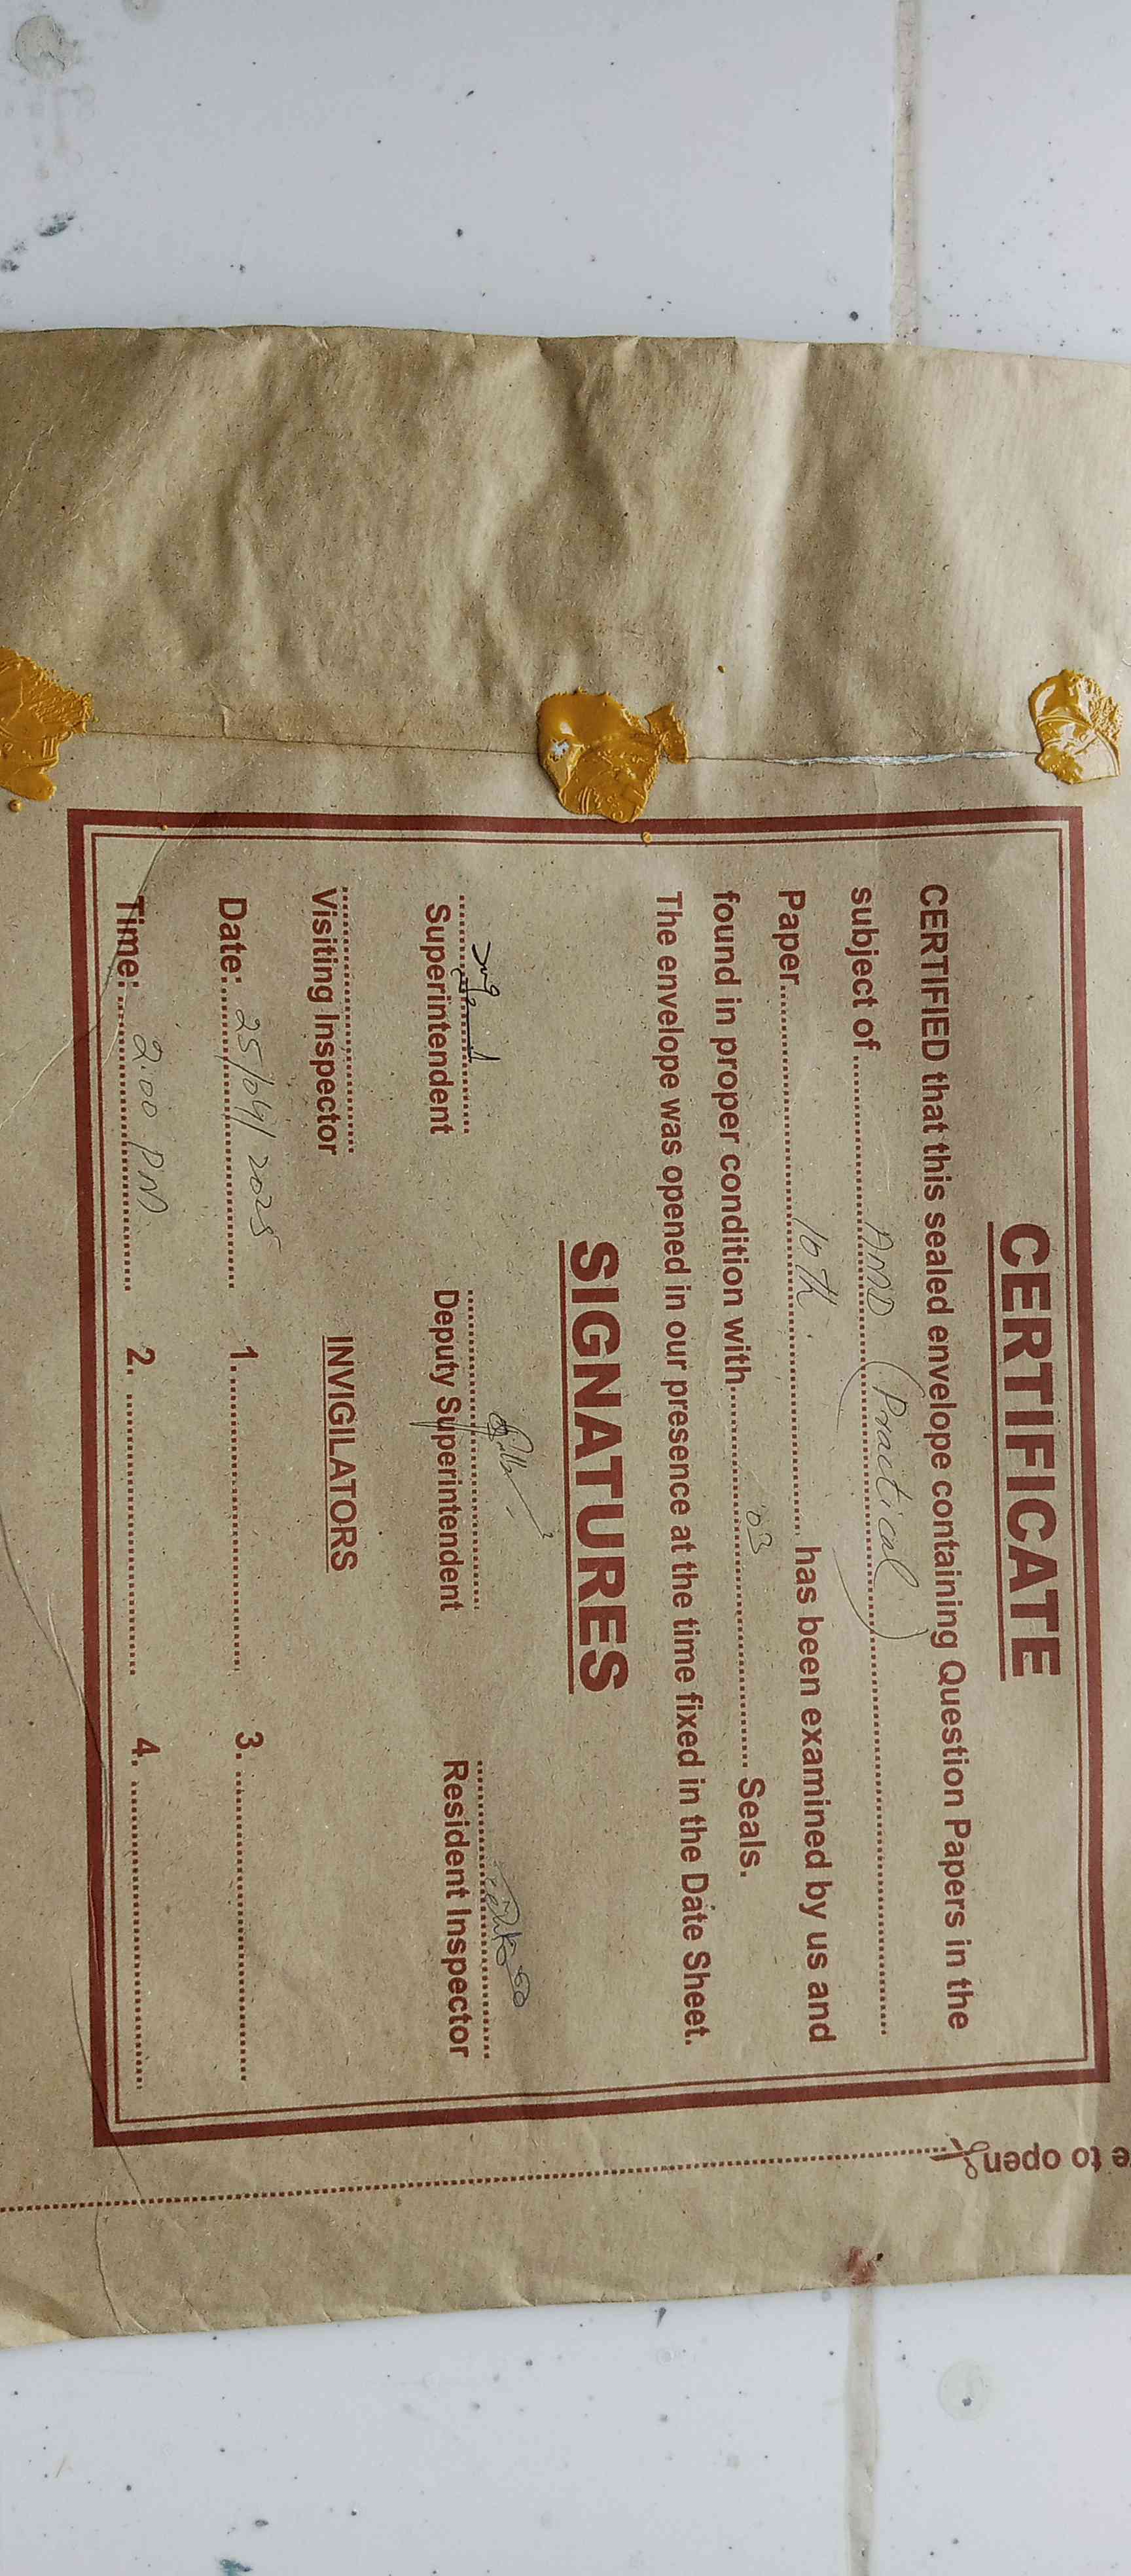 CERTIFICATE
CERTIFIED that this sealed envelope containing Question Papers in the
subject of.......... AMD (Practical)..........
Paper.......... 10th. .......... has been examined by us and
found in proper condition with.......... 03 .......... Seals.
The envelope was opened in our presence at the time fixed in the Date Sheet.
SIGNATURES
Superintendent Deputy Superintendent Resident Inspector
Visiting Inspector INVIGILATORS
Date:.. 25/04/2025 1........... 3. ..........
Time: .. 2:00 PM. 2. .......... 4. ..........
e to open